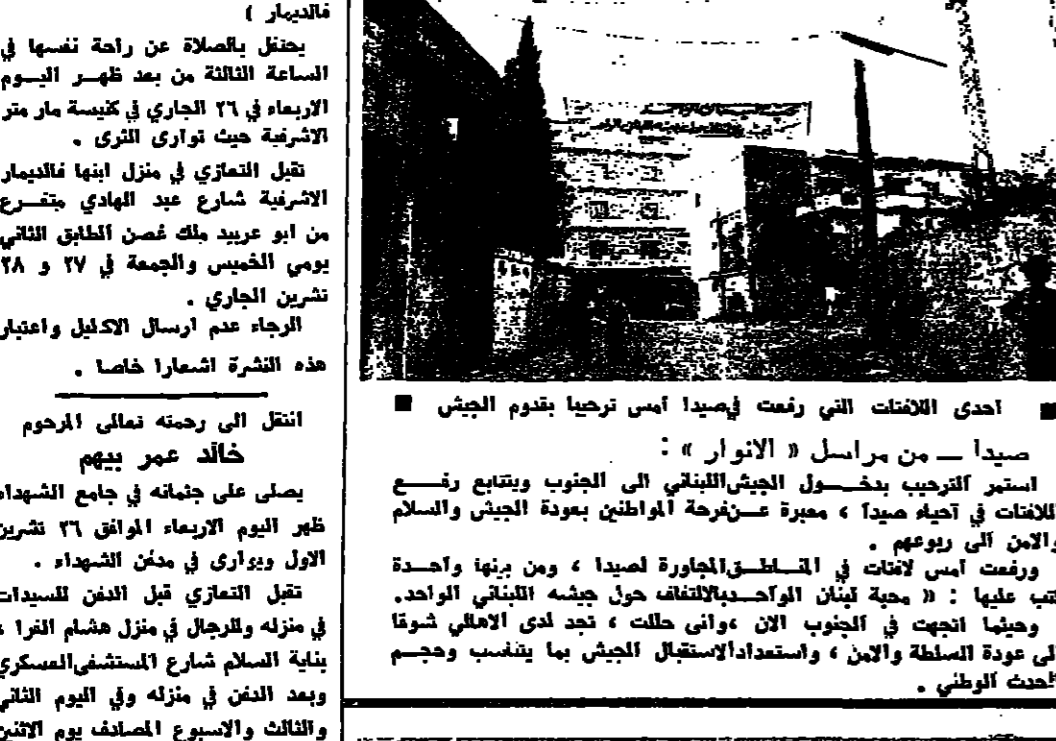 فالديمار )
يحتفل بالصلاة عن راحة نفسها في
الساعة الثالثة من بعد ظهر اليوم
الاربعاء في ٢٦ الجاري في كنيسة مار متر
الاشرفية حيث توارى الثرى .
تقبل التعازي في منزل ابنها فالديمار
الاشرفية شارع عبد الهادي متفرع
من ابو عربيد ملك غصن الطابق الثاني
يومي الخميس والجمعة في ٢٧ و ٢٨
تشرين الجاري .
الرجاء عدم ارسال الاكليل واعتبار
هذه النشرة اشعارا خاصا .
انتقل الى رحمته تعالى المرحوم
خالد عمر بيهم
يصلى على جثمانه في جامع الشهداء
ظهر اليوم الاربعاء الموافق ٢٦ تشرين
الاول ويوارى في مدفن الشهداء .
تقبل التعازي قبل الدفن للسيدات
في منزله وللرجال في منزل هشام الفرا ،
بناية السلام شارع المستشفى العسكري
وبعد الدفن في منزله وفي اليوم الثاني
والثالث والاسبوع المصادف يوم الاثنين
■ احدى اللافتات التي رفعت في صيدا أمس ترحيبا بقدوم الجيش ■
صيدا — من مراسل « الانوار » :
استمر الترحيب بدخول الجيش اللبناني الى الجنوب ويتتابع رفع
اللافتات في أحياء صيدا ، معبرة عن فرحة المواطنين بعودة الجيش والسلام
والامن الى ربوعهم .
ورفعت أمس لافتات في المناطق المجاورة لصيدا ، ومن بينها واحدة
كتب عليها : « محبة لبنان الواحد بالالتفاف حول جيشه اللبناني الواحد.
وحيثما اتجهت في الجنوب الان ، وانى حللت ، تجد لدى الاهالي شوقا
الى عودة السلطة والامن ، واستعدادا لاستقبال الجيش بما يتناسب وحجم
الحدث الوطني .